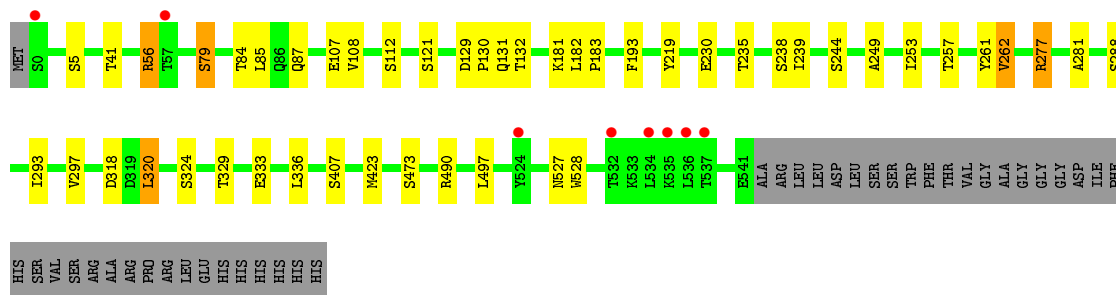 MET S0 S5 T41 R56 T57 S79 T84 L85 Q86 Q87 E107 V108 S112 S121 D129 P130 Q131 T132 K181 L182 P183 F193 Y219 E230 T235 S238 I239 S244 A249 I253 T257 Y261 V262 R277 A281 S288
I293 V297 D318 D319 L320 S324 T329 E333 L336 S407 M423 S473 R490 L497 Y524 N527 W528 T532 K533 L534 K535 L536 T537 E541 ALA ARG LEU LEU ASP LEU SER SER TRP PHE THR VAL GLY ALA GLY GLY GLY ASP ILE PHE
HIS SER VAL SER ARG ALA ARG PRO ARG LEU GLU HIS HIS HIS HIS HIS HIS